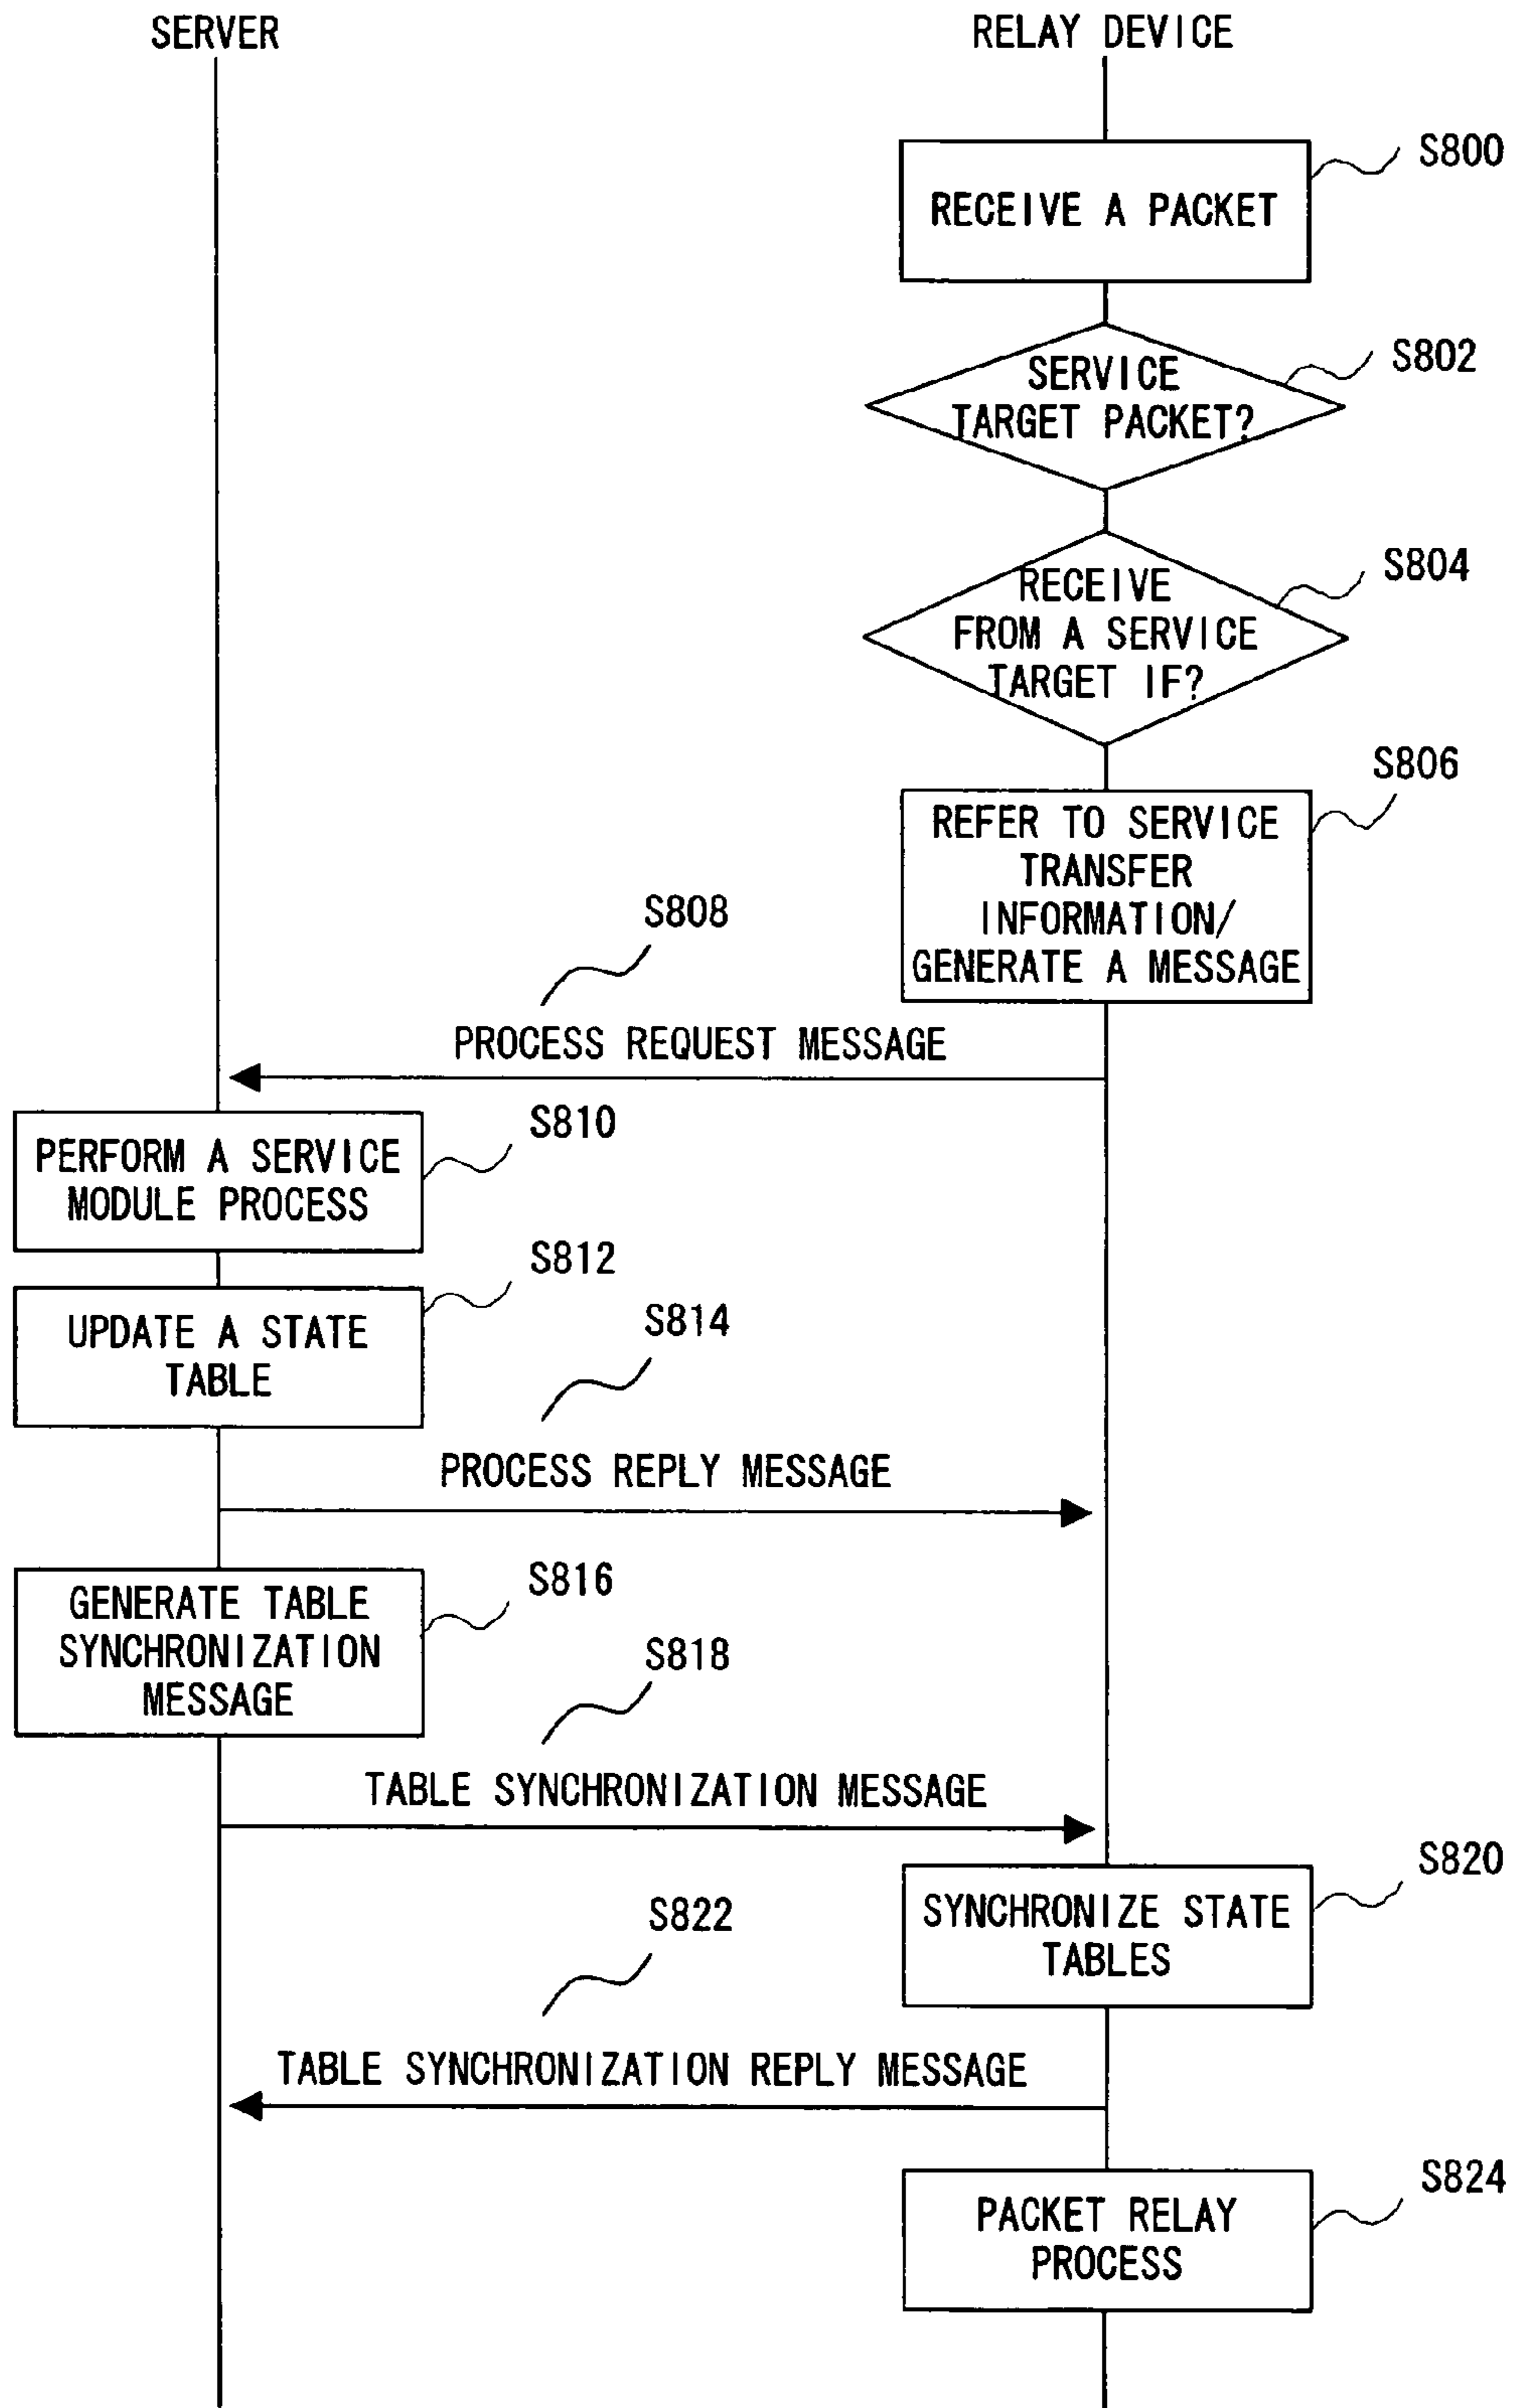 SERVER
RELAY DEVICE
S800
RECEIVE A PACKET
S802
SERVICE
TARGET PACKET?
S804
RECEIVE
FROM A SERVICE
TARGET IF?
S806
REFER TO SERVICE
TRANSFER
INFORMATION/
GENERATE A MESSAGE
S808
PROCESS REQUEST MESSAGE
S810
PERFORM A SERVICE
MODULE PROCESS
S812
UPDATE A STATE
TABLE
S814
PROCESS REPLY MESSAGE
S816
GENERATE TABLE
SYNCHRONIZATION
MESSAGE
S818
TABLE SYNCHRONIZATION MESSAGE
S820
SYNCHRONIZE STATE
TABLES
S822
TABLE SYNCHRONIZATION REPLY MESSAGE
S824
PACKET RELAY
PROCESS